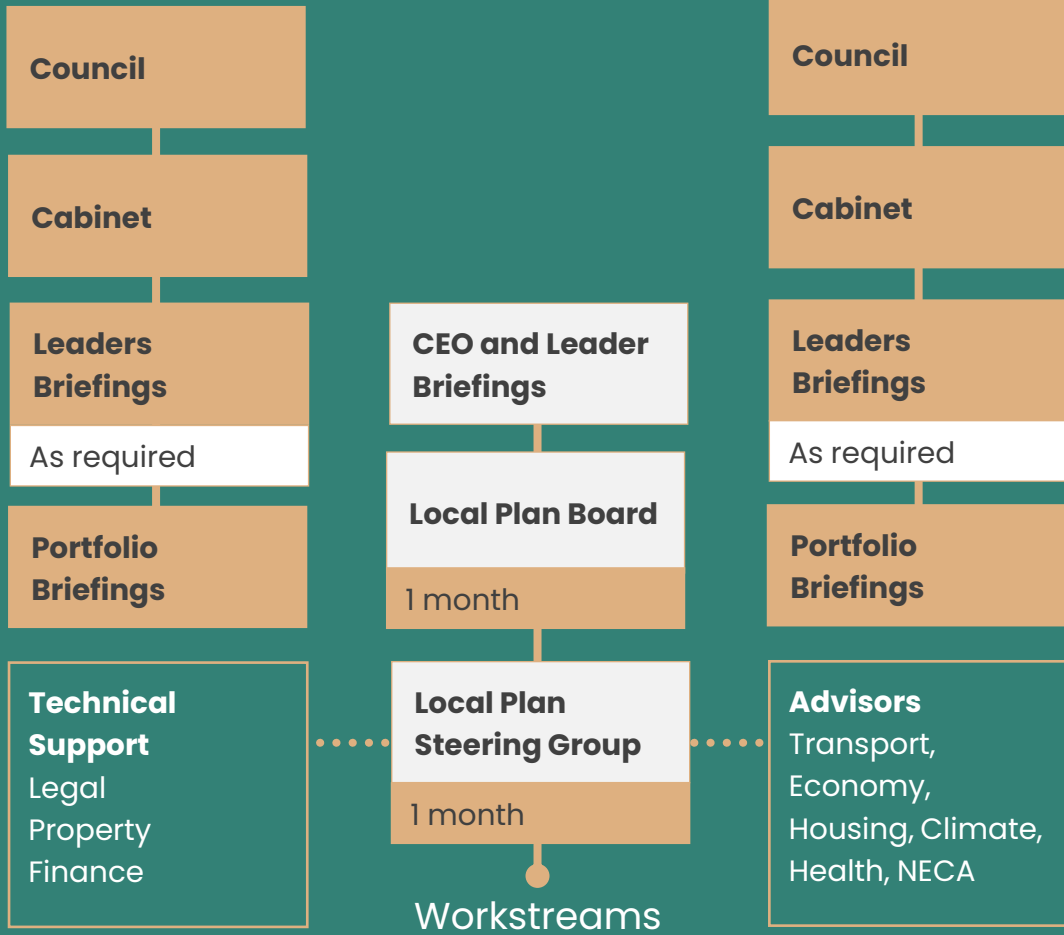 Council
Cabinet
Leaders
Briefings
As required
Portfolio
Briefings
Technical
Support
Legal
Property
Finance
CEO and Leader
Briefings
Local Plan Board
1 month
Local Plan
Steering Group
1 month
Workstreams
Council
Cabinet
Leaders
Briefings
As required
Portfolio
Briefings
Advisors
Transport,
Economy,
Housing, Climate,
Health, NECA